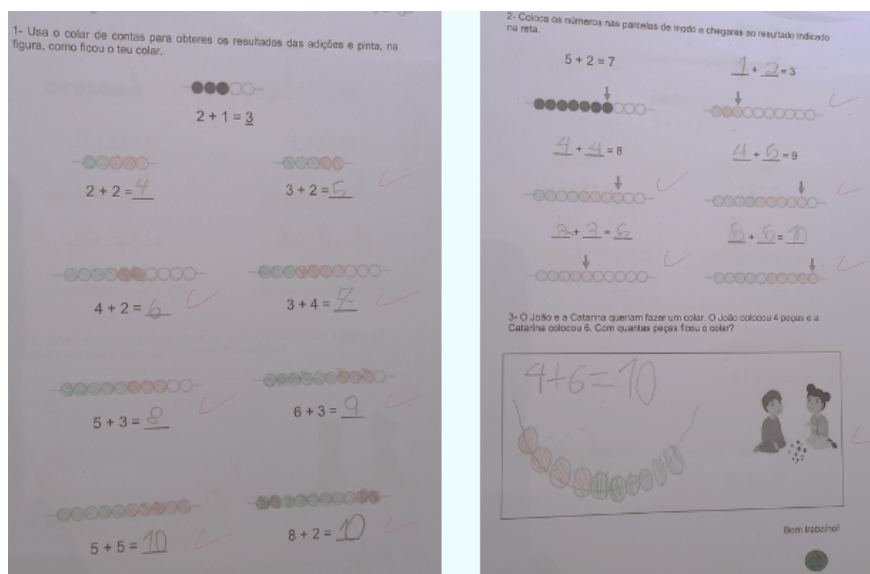 1- Usa o colar de contas para obteres os resultados das adições e pinta, na
figura, como ficou o teu colar.
2 + 1 = 3
2 + 2 = 4
3 + 2 = 5
4 + 2 = 6
3 + 4 = 7
5 + 3 = 8
6 + 3 = 9
5 + 5 = 10
8 + 2 = 10
2- Coloca os números nas parcelas de modo a chegares ao resultado indicado
na reta.
5 + 2 = 7
1 + 2 = 3
4 + 4 = 8
4 + 5 = 9
2 + 3 = 5
5 + 5 = 10
3- O João e a Catarina queriam fazer um colar. O João colocou 4 peças e a
Catarina colocou 6. Com quantas peças ficou o colar?
4+6=10
Bom trabalho!